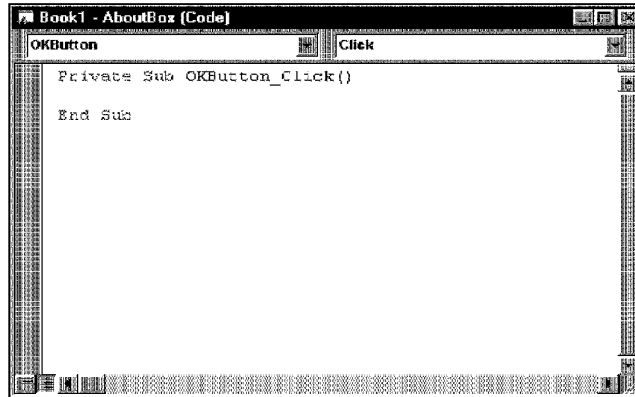 Book1 - AboutBox (Code)
OKButton Click
Private Sub OKButton_Click()
End Sub